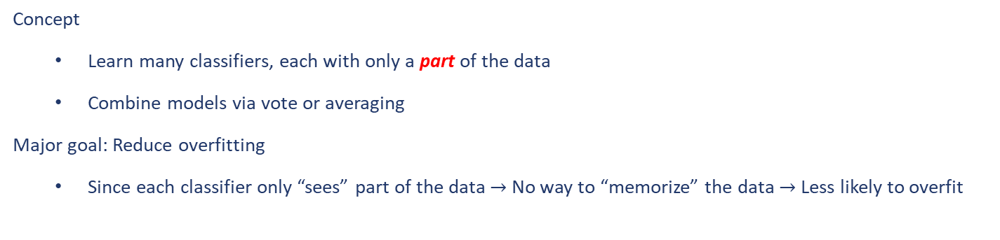 Concept
• Learn many classifiers, each with only a part of the data
• Combine models via vote or averaging
Major goal: Reduce overfitting
• Since each classifier only “sees” part of the data → No way to “memorize” the data → Less likely to overfit